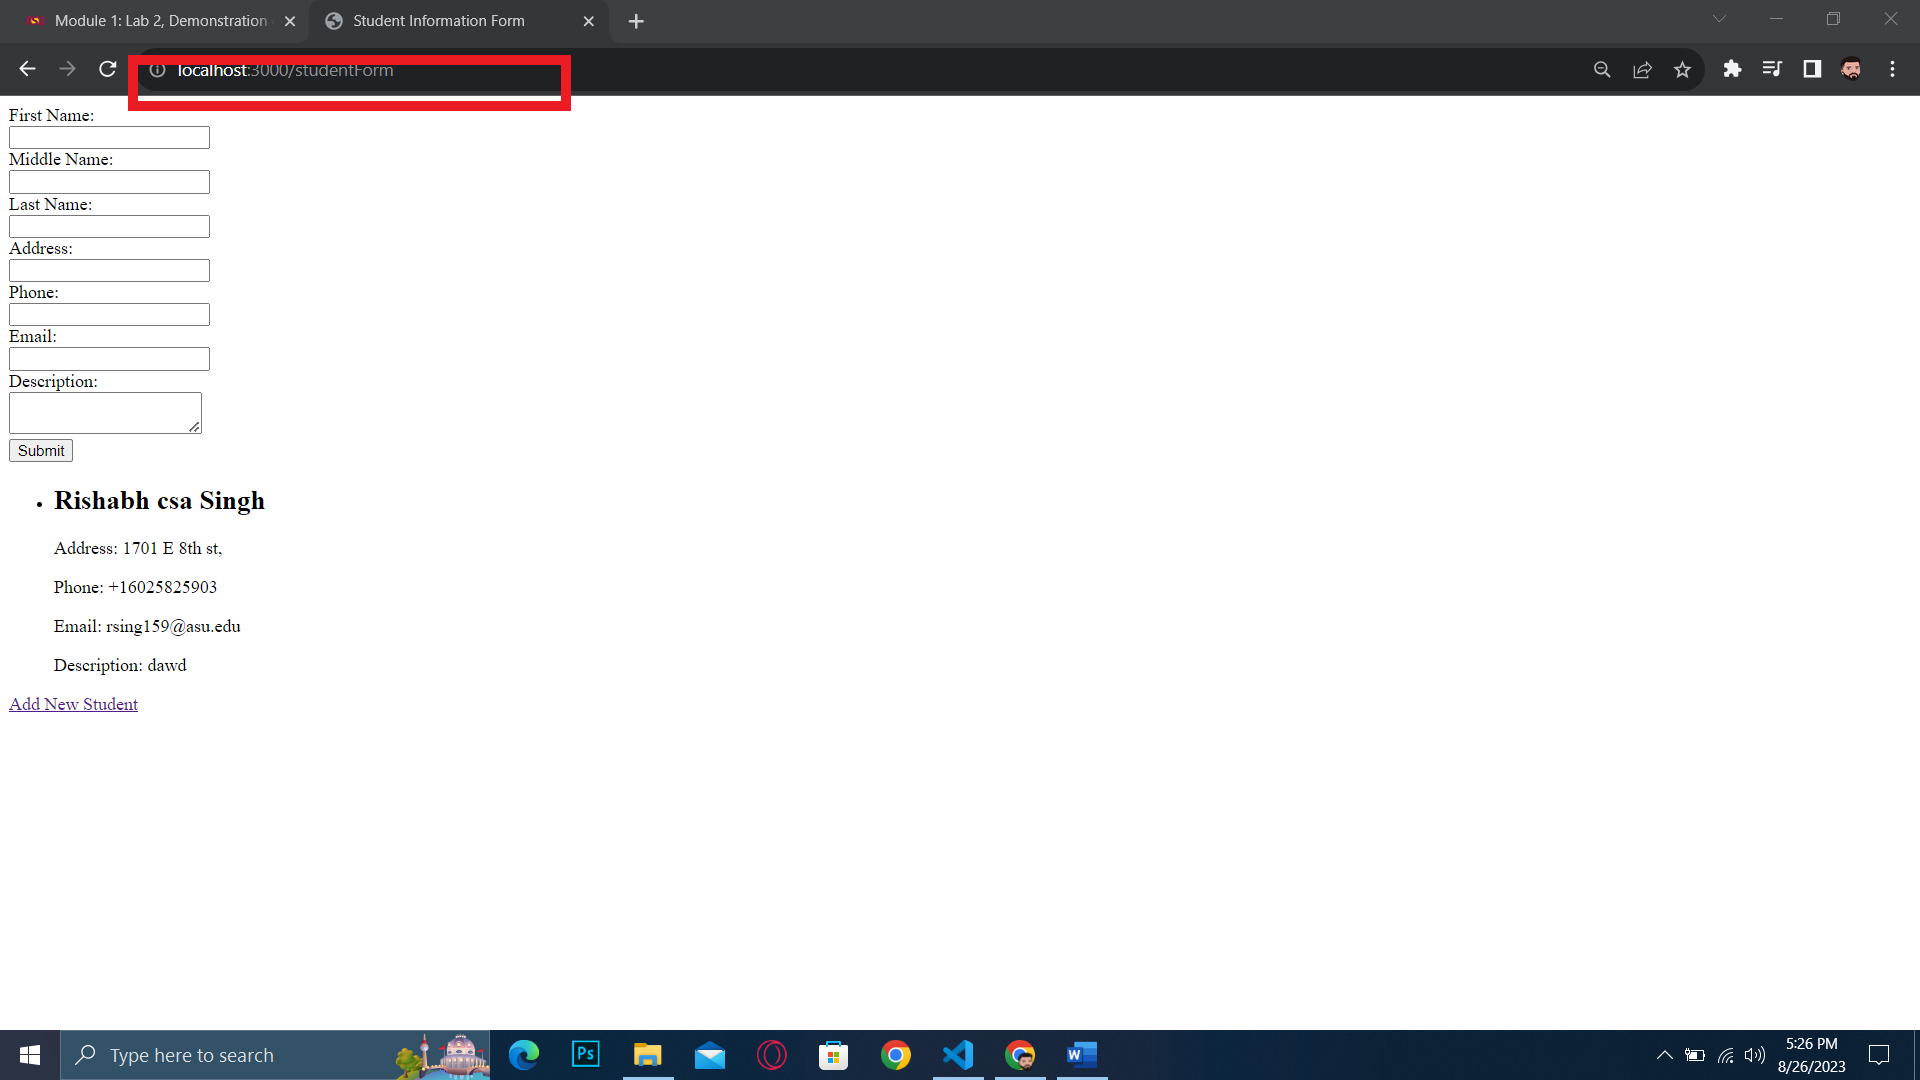 Module 1: Lab 2, Demonstration
Student Information Form
localhost:3000/studentForm
First Name:
Middle Name:
Last Name:
Address:
Phone:
Email:
Description:
Submit
• Rishabh csa Singh
Address: 1701 E 8th st,
Phone: +16025825903
Email: rsing159@asu.edu
Description: dawd
Add New Student
Type here to search
Ps
W
5:26 PM
8/26/2023